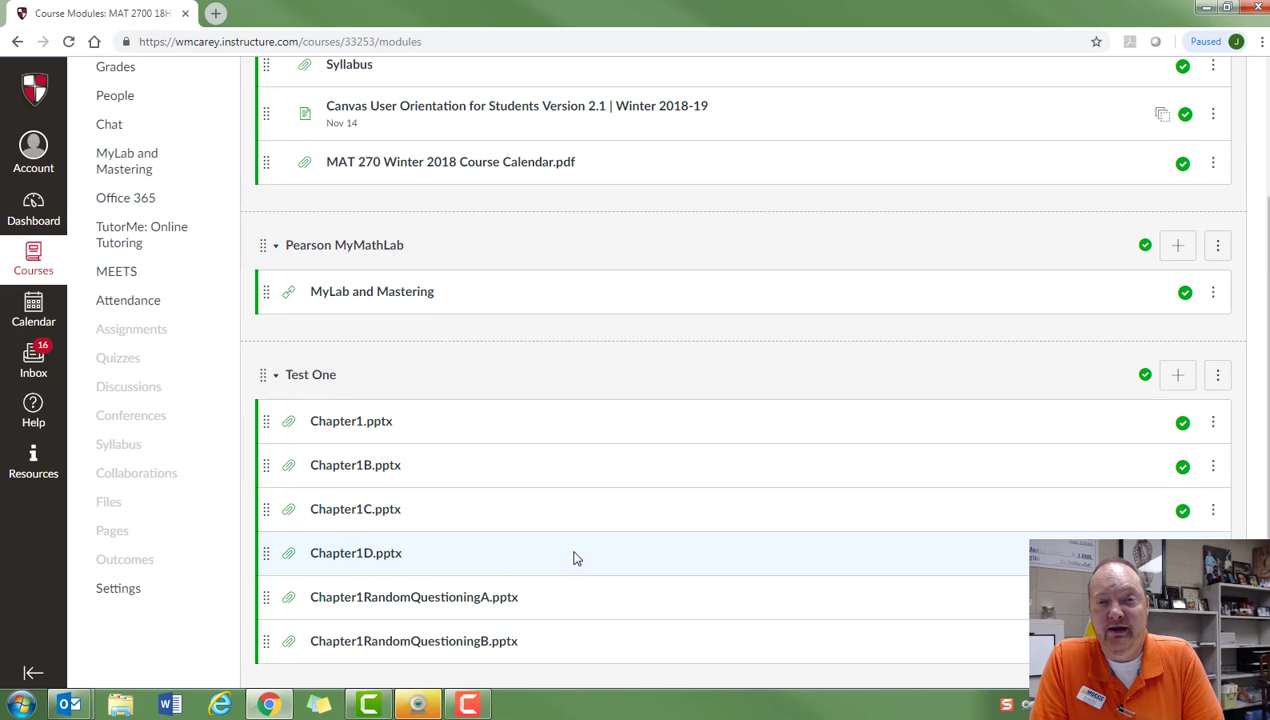 Course Modules: MAT 2700 18H
https://wmcarey.instructure.com/courses/33253/modules
Paused
J
Account
Dashboard
Courses
Calendar
16
Inbox
Help
Resources
Grades
People
Chat
MyLab and
Mastering
Office 365
TutorMe: Online
Tutoring
MEETS
Attendance
Assignments
Quizzes
Discussions
Conferences
Syllabus
Collaborations
Files
Pages
Outcomes
Settings
Syllabus
Canvas User Orientation for Students Version 2.1 | Winter 2018-19
Nov 14
MAT 270 Winter 2018 Course Calendar.pdf
Pearson MyMathLab
MyLab and Mastering
Test One
Chapter1.pptx
Chapter1B.pptx
Chapter1C.pptx
Chapter1D.pptx
Chapter1RandomQuestioningA.pptx
Chapter1RandomQuestioningB.pptx